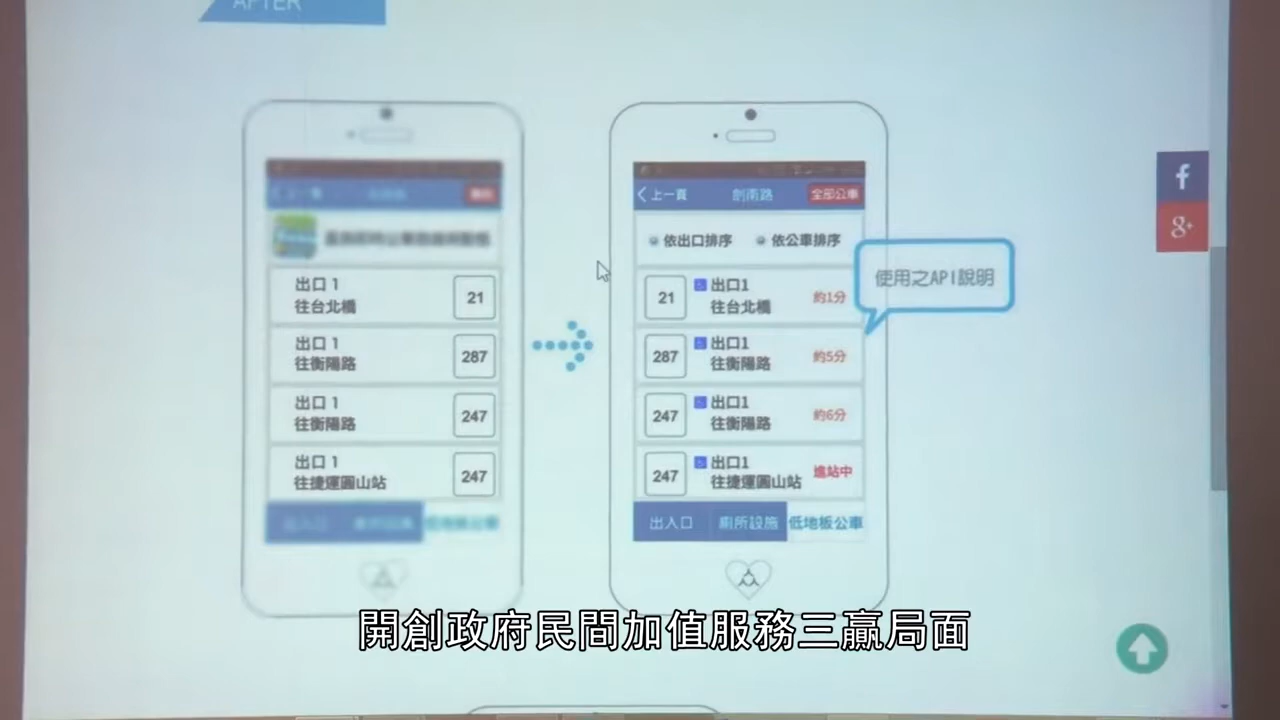 AFTER
出口 1
往台北橋
21
出口 1
往衡陽路
287
出口 1
往衡陽路
247
出口 1
往捷運圓山站
247
上一頁 劍南路 全部公車
依出口排序 依公車排序
21 出口1
往台北橋 約1分
287 出口1
往衡陽路 約5分
247 出口1
往衡陽路 約6分
247 出口1
往捷運圓山站 進站中
出入口 廁所設施 低地板公車
使用之API說明
f
g+
開創政府民間加值服務三贏局面